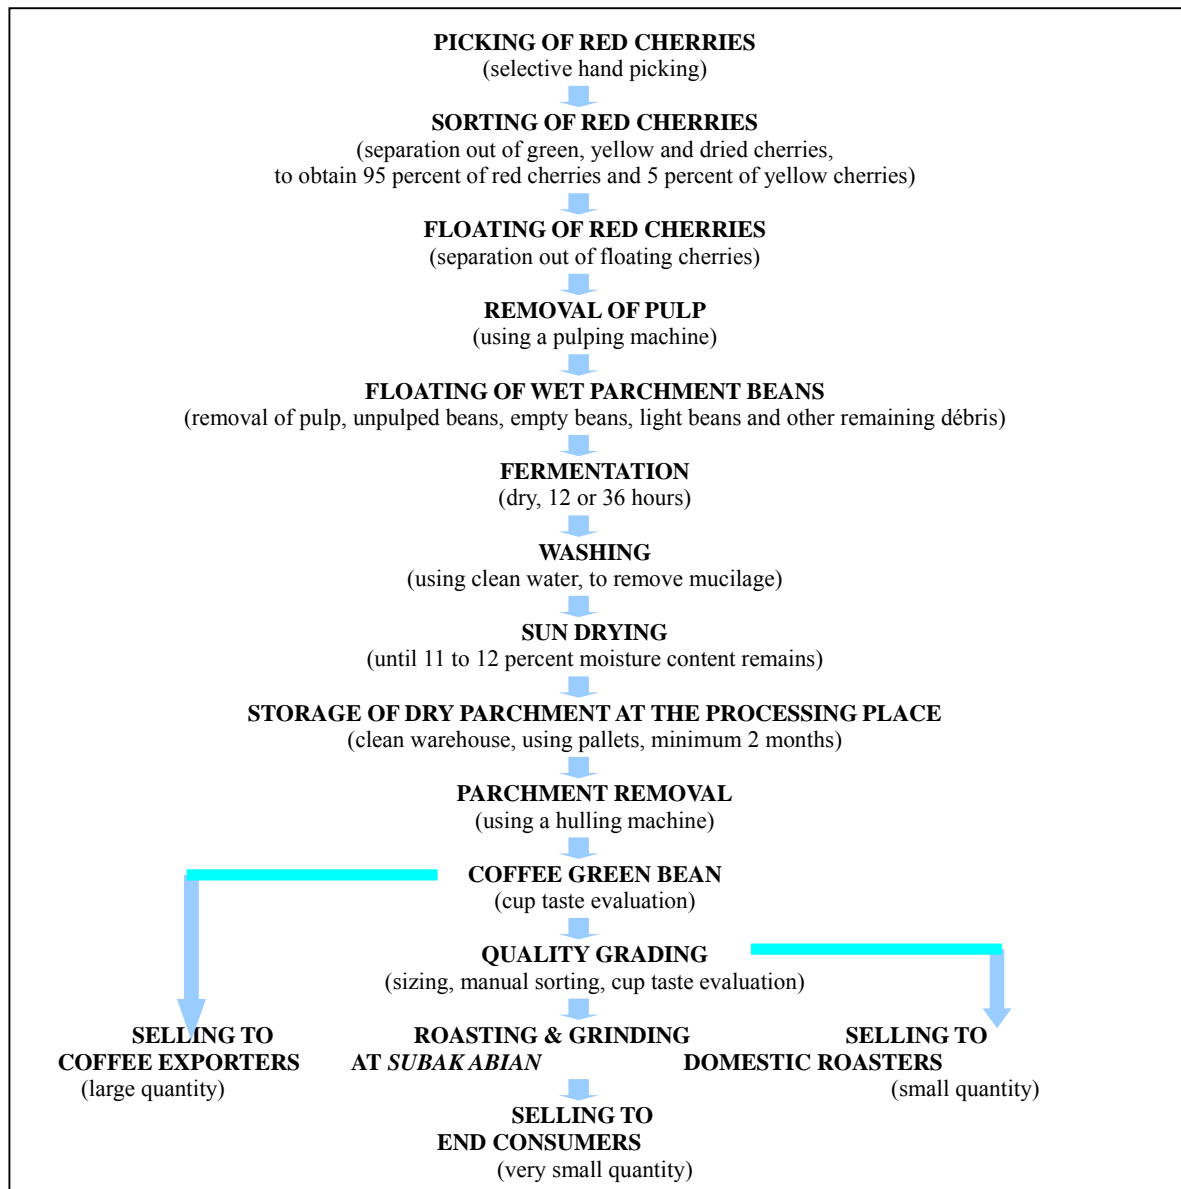 PICKING OF RED CHERRIES
(selective hand picking)
SORTING OF RED CHERRIES
(separation out of green, yellow and dried cherries,
to obtain 95 percent of red cherries and 5 percent of yellow cherries)
FLOATING OF RED CHERRIES
(separation out of floating cherries)
REMOVAL OF PULP
(using a pulping machine)
FLOATING OF WET PARCHMENT BEANS
(removal of pulp, unpulped beans, empty beans, light beans and other remaining débris)
FERMENTATION
(dry, 12 or 36 hours)
WASHING
(using clean water, to remove mucilage)
SUN DRYING
(until 11 to 12 percent moisture content remains)
STORAGE OF DRY PARCHMENT AT THE PROCESSING PLACE
(clean warehouse, using pallets, minimum 2 months)
PARCHMENT REMOVAL
(using a hulling machine)
COFFEE GREEN BEAN
(cup taste evaluation)
QUALITY GRADING
(sizing, manual sorting, cup taste evaluation)
SELLING TO
COFFEE EXPORTERS
(large quantity)
ROASTING & GRINDING
AT SUBAK ABIAN
SELLING TO
DOMESTIC ROASTERS
(small quantity)
SELLING TO
END CONSUMERS
(very small quantity)